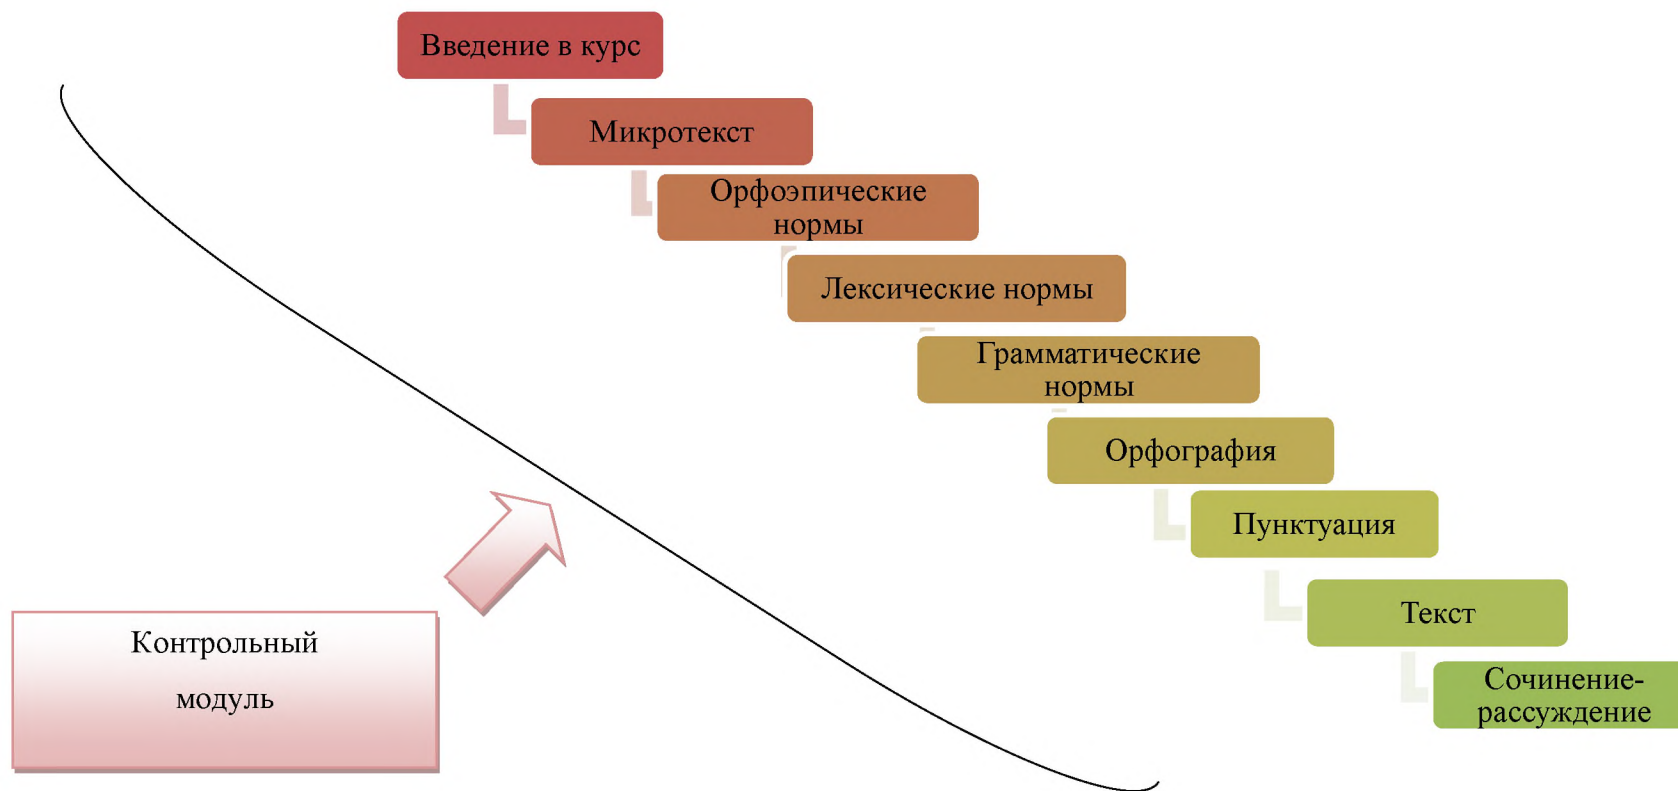 Введение в курс
Микротекст
Орфоэпические
нормы
Лексические нормы
Грамматические
нормы
Орфография
Пунктуация
Текст
Сочинение-
рассуждение
Контрольный
модуль